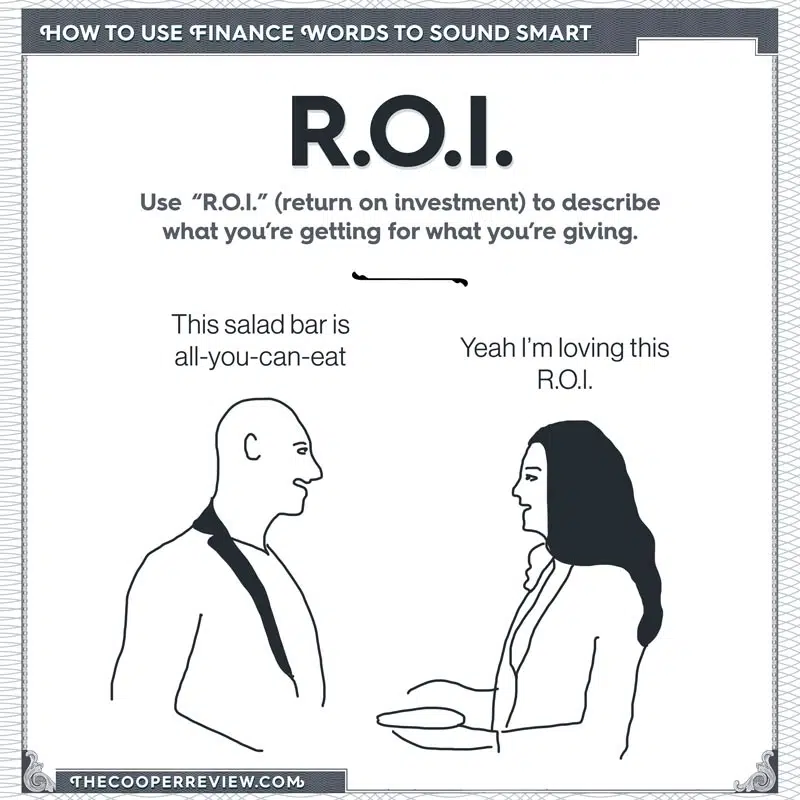 HOW TO USE FINANCE WORDS TO SOUND SMART
R.O.I.
Use “R.O.I.” (return on investment) to describe
what you’re getting for what you’re giving.
This salad bar is
all-you-can-eat
Yeah I’m loving this
R.O.I.
THECOOPERREVIEW.COM